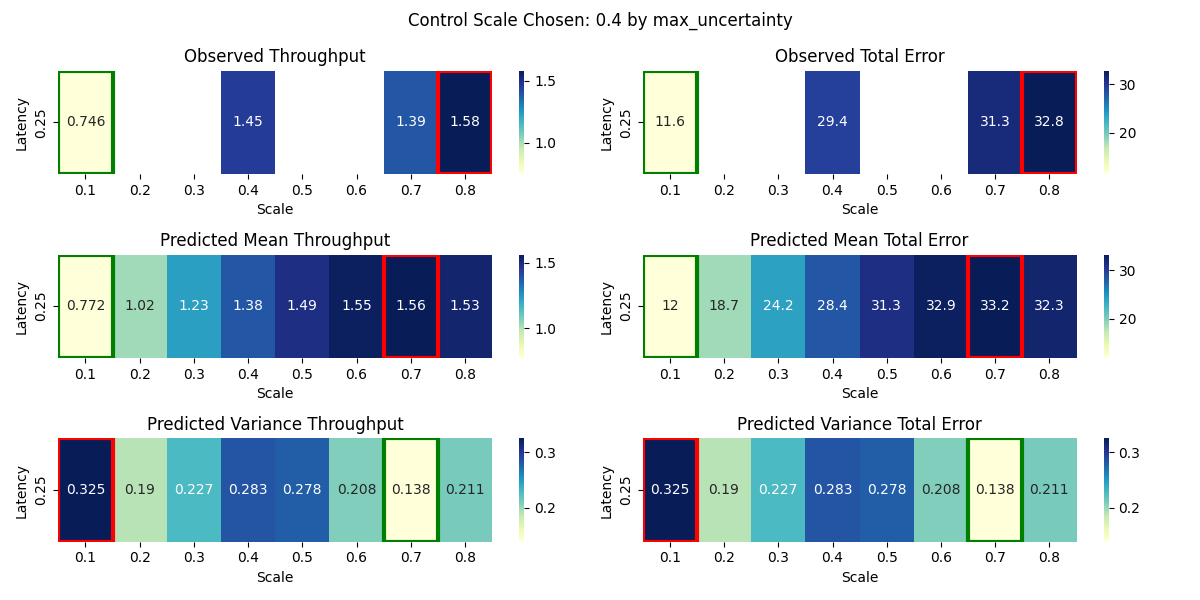 Control Scale Chosen: 0.4 by max_uncertainty
Observed Throughput
Latency
0.25
0.746
1.45
1.39
1.58
1.5
1.0
0.1 0.2 0.3 0.4 0.5 0.6 0.7 0.8
Scale
Observed Total Error
Latency
0.25
11.6
29.4
31.3
32.8
30
20
0.1 0.2 0.3 0.4 0.5 0.6 0.7 0.8
Scale
Predicted Mean Throughput
Latency
0.25
0.772 1.02 1.23 1.38 1.49 1.55 1.56 1.53
1.5
1.0
0.1 0.2 0.3 0.4 0.5 0.6 0.7 0.8
Scale
Predicted Mean Total Error
Latency
0.25
12 18.7 24.2 28.4 31.3 32.9 33.2 32.3
30
20
0.1 0.2 0.3 0.4 0.5 0.6 0.7 0.8
Scale
Predicted Variance Throughput
Latency
0.25
0.325 0.19 0.227 0.283 0.278 0.208 0.138 0.211
0.3
0.2
0.1 0.2 0.3 0.4 0.5 0.6 0.7 0.8
Scale
Predicted Variance Total Error
Latency
0.25
0.325 0.19 0.227 0.283 0.278 0.208 0.138 0.211
0.3
0.2
0.1 0.2 0.3 0.4 0.5 0.6 0.7 0.8
Scale